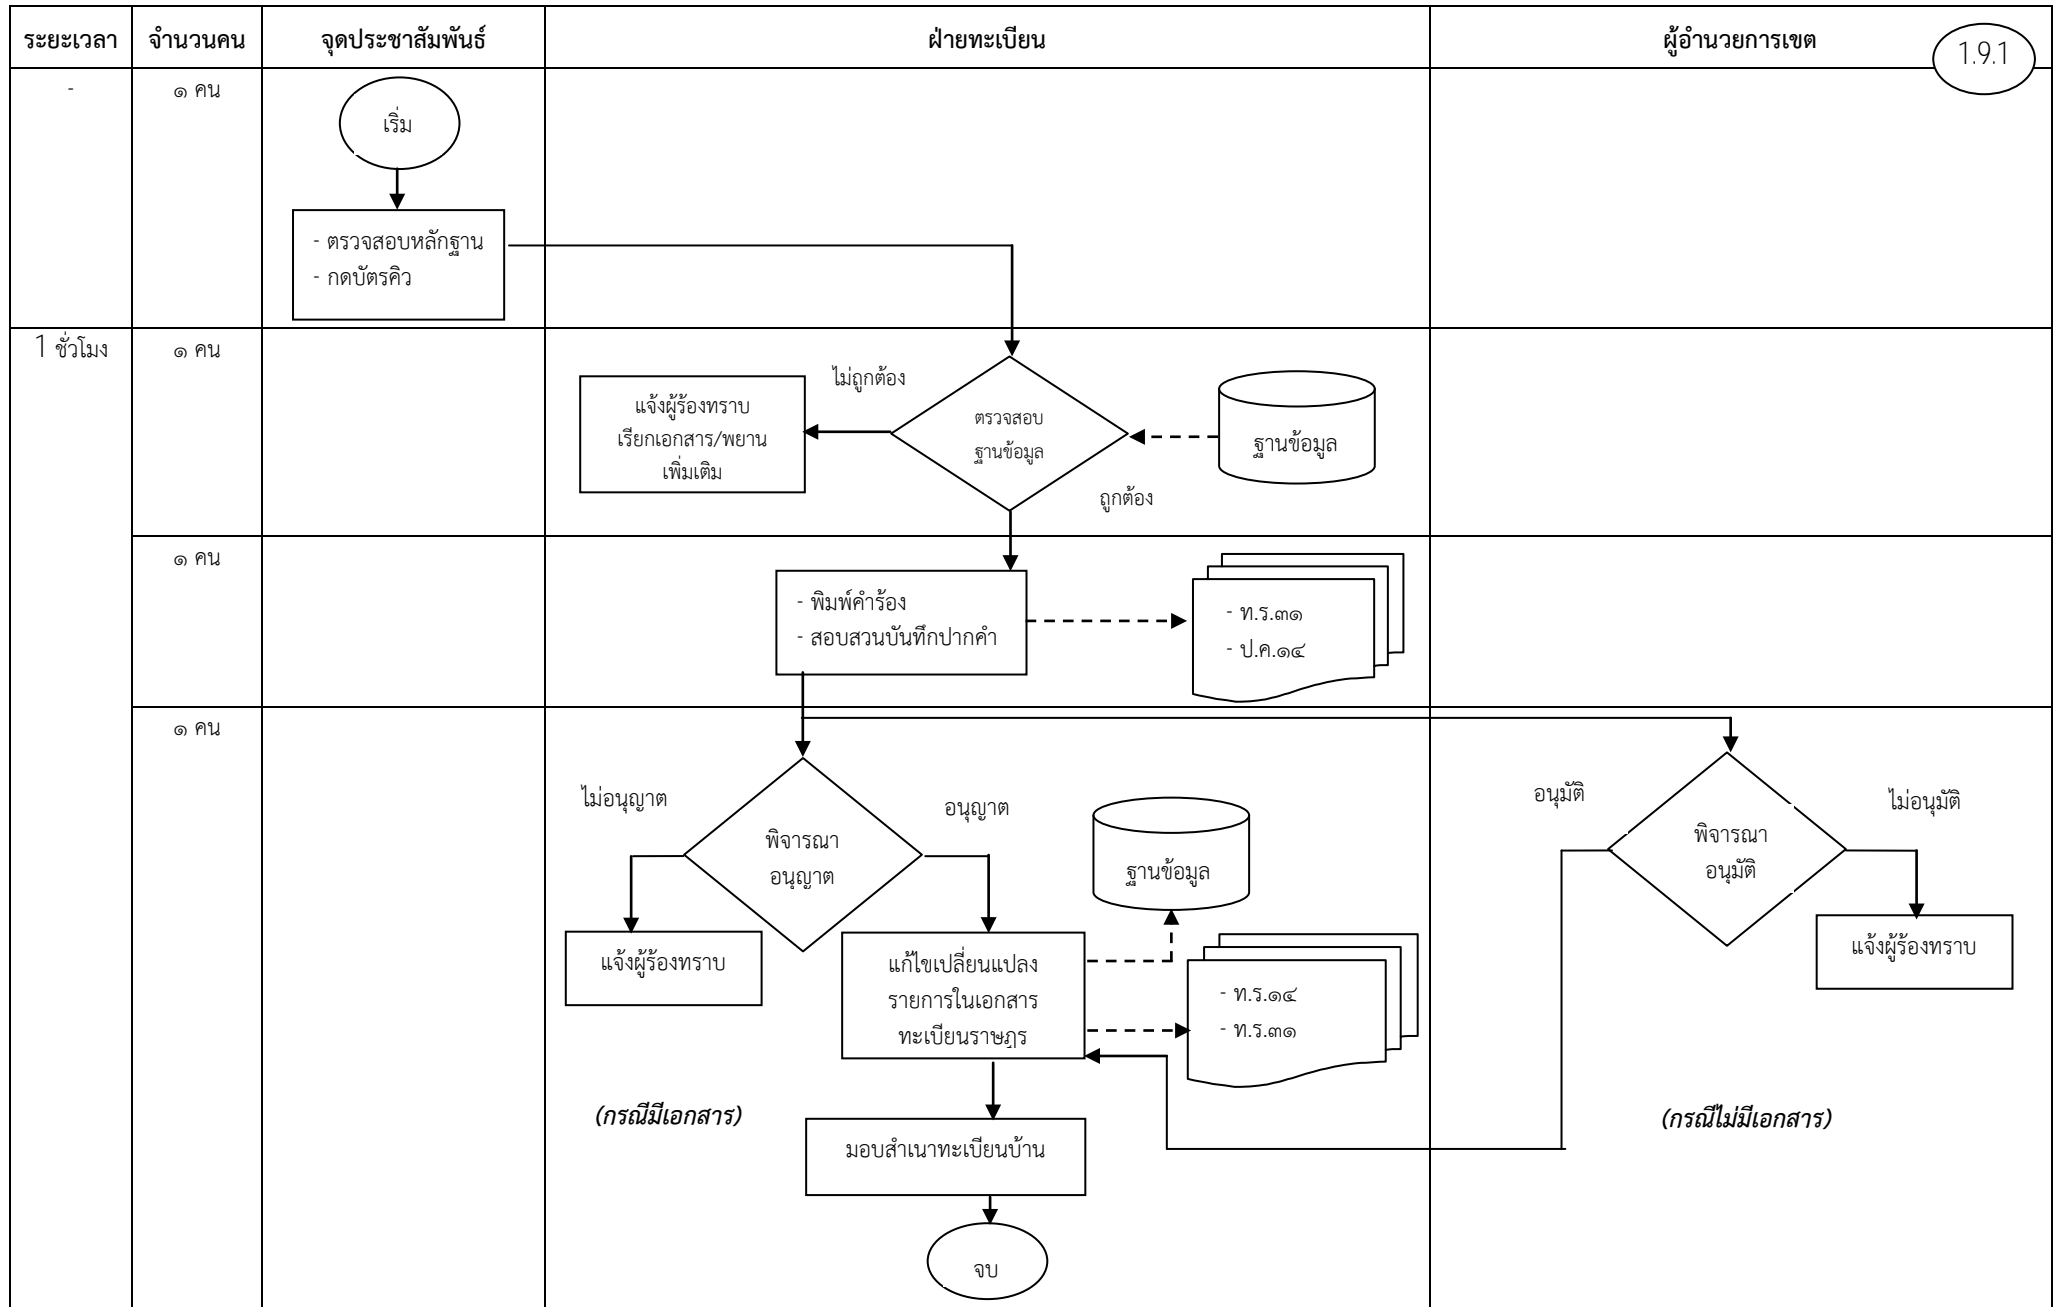 ระยะเวลา
จำนวนคน
จุดประชาสัมพันธ์
ฝ่ายทะเบียน
ผู้อำนวยการเขต
1.9.1
-
๑ คน
เริ่ม
- ตรวจสอบหลักฐาน
- กดบัตรคิว
1 ชั่วโมง
๑ คน
แจ้งผู้ร้องทราบ
เรียกเอกสาร/พยาน
เพิ่มเติม
ไม่ถูกต้อง
ตรวจสอบ
ฐานข้อมูล
ฐานข้อมูล
ถูกต้อง
๑ คน
- พิมพ์คำร้อง
- สอบสวนบันทึกปากคำ
- ท.ร.๓๑
- ป.ค.๑๔
๑ คน
ไม่อนุญาต
พิจารณา
อนุญาต
อนุญาต
ฐานข้อมูล
อนุมัติ
พิจารณา
อนุมัติ
ไม่อนุมัติ
แจ้งผู้ร้องทราบ
แก้ไขเปลี่ยนแปลง
รายการในเอกสาร
ทะเบียนราษฎร
- ท.ร.๑๔
- ท.ร.๓๑
แจ้งผู้ร้องทราบ
(กรณีมีเอกสาร)
(กรณีไม่มีเอกสาร)
มอบสำเนาทะเบียนบ้าน
จบ